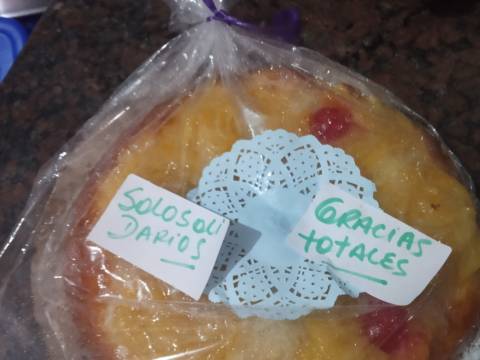 SOLOSOLI
DARIOS
GRACIAS
TOTALES